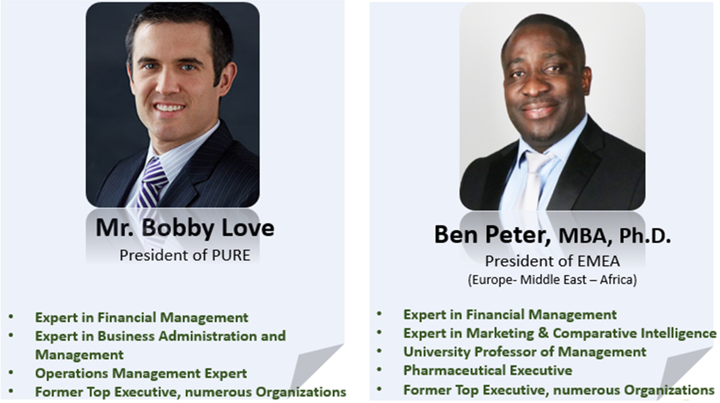 Mr. Bobby Love
President of PURE
• Expert in Financial Management
• Expert in Business Administration and
Management
• Operations Management Expert
• Former Top Executive, numerous Organizations
Ben Peter, MBA, Ph.D.
President of EMEA
(Europe- Middle East – Africa)
• Expert in Financial Management
• Expert in Marketing & Comparative Intelligence
• University Professor of Management
• Pharmaceutical Executive
• Former Top Executive, numerous Organizations